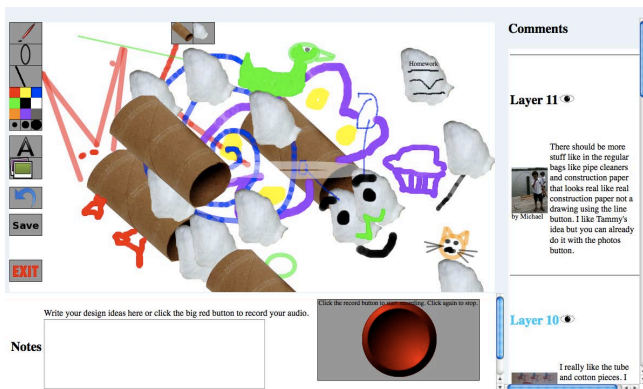 Homework
A
Save
EXIT
Write your design ideas here or click the big red button to record your audio.
Notes
Click the record button to start recording. Click again to stop.
Comments
Layer 11
There should be more
stuff like in the regular
bags like pipe cleaners
and construction paper
that looks real like real
construction paper not a
drawing using the line
button. I like Tammy's
idea but you can already
do it with the photos
button.
by Michael
Layer 10
I really like the tube
and cotton pieces. I